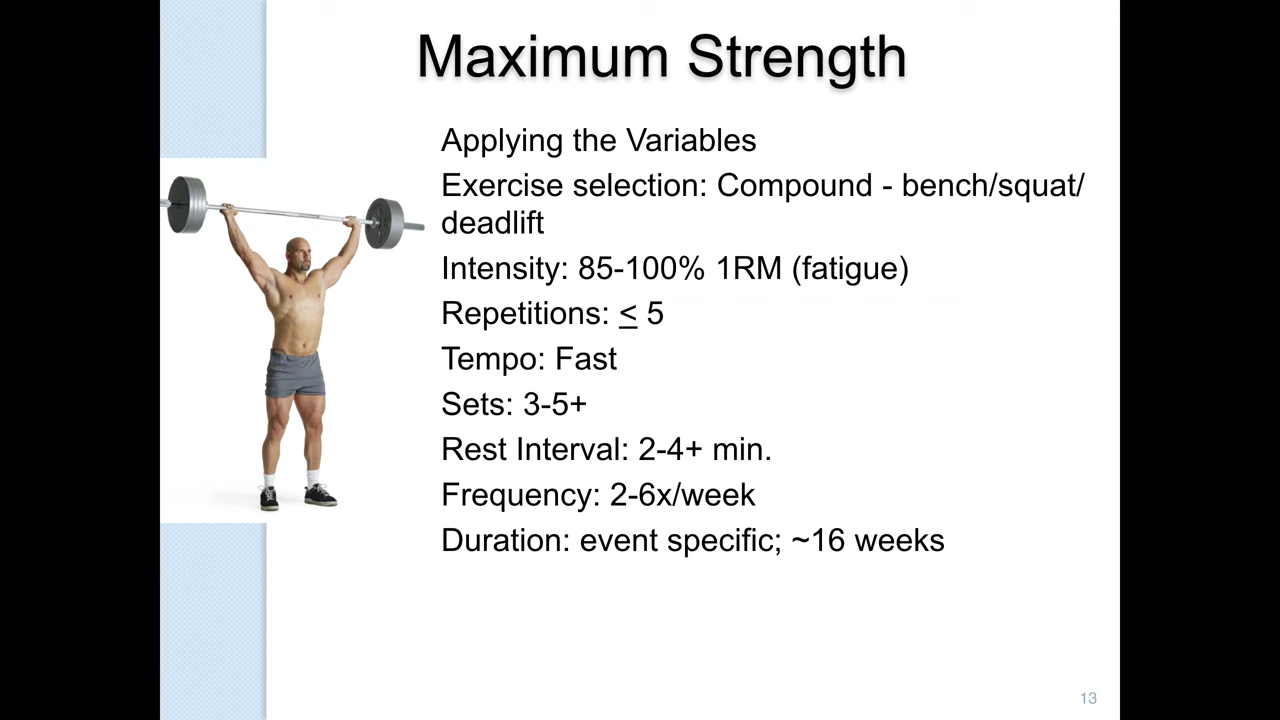 Maximum Strength
Applying the Variables
Exercise selection: Compound - bench/squat/
deadlift
Intensity: 85-100% 1RM (fatigue)
Repetitions: < 5
Tempo: Fast
Sets: 3-5+
Rest Interval: 2-4+ min.
Frequency: 2-6x/week
Duration: event specific; ~16 weeks
13